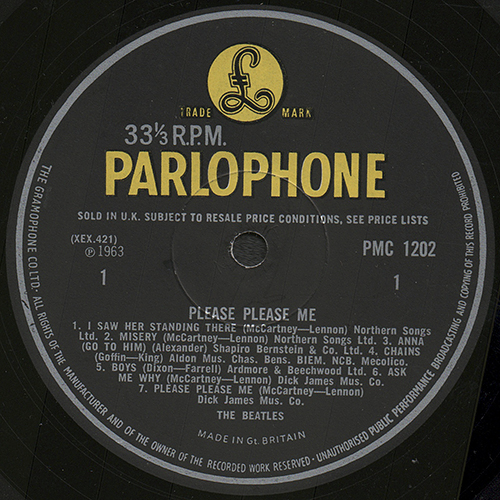 £
TRADE MARK
33⅓ R.P.M.
PARLOPHONE
SOLD IN U.K. SUBJECT TO RESALE PRICE CONDITIONS, SEE PRICE LISTS
(XEX.421)
℗ 1963
PMC 1202
1
1
PLEASE PLEASE ME
1. I SAW HER STANDING THERE (McCartney—Lennon) Northern Songs
Ltd. 2. MISERY (McCartney—Lennon) Northern Songs Ltd. 3. ANNA
(GO TO HIM) (Alexander) Shapiro Bernstein & Co. Ltd. 4. CHAINS
(Goffin—King) Aldon Mus. Chas. Bens. BIEM. NCB. Mecolico.
5. BOYS (Dixon—Farrell) Ardmore & Beechwood Ltd. 6. ASK
ME WHY (McCartney—Lennon) Dick James Mus. Co.
7. PLEASE PLEASE ME (McCartney—Lennon)
Dick James Mus. Co.
THE BEATLES
MADE IN Gt. BRITAIN
THE GRAMOPHONE CO. LTD. · ALL RIGHTS OF THE MANUFACTURER AND OF THE OWNER OF THE RECORDED WORK RESERVED · UNAUTHORISED PUBLIC PERFORMANCE BROADCASTING AND COPYING OF THIS RECORD PROHIBITED